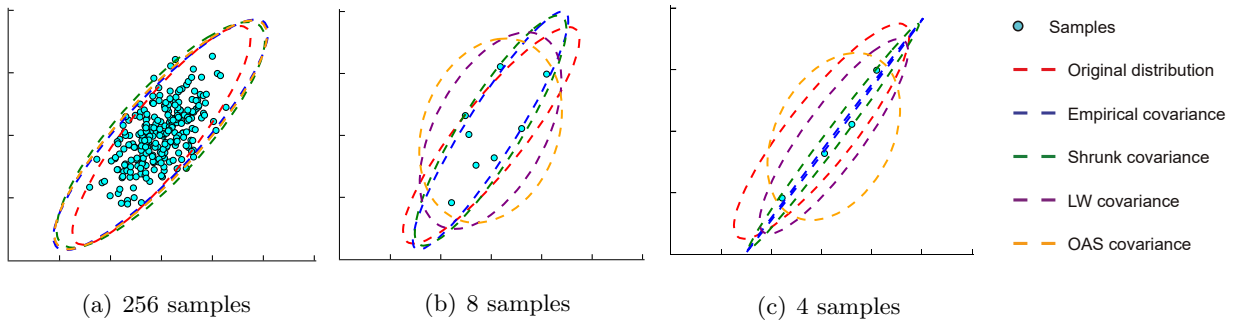 Samples
Original distribution
Empirical covariance
Shrunk covariance
LW covariance
OAS covariance
(a) 256 samples
(b) 8 samples
(c) 4 samples